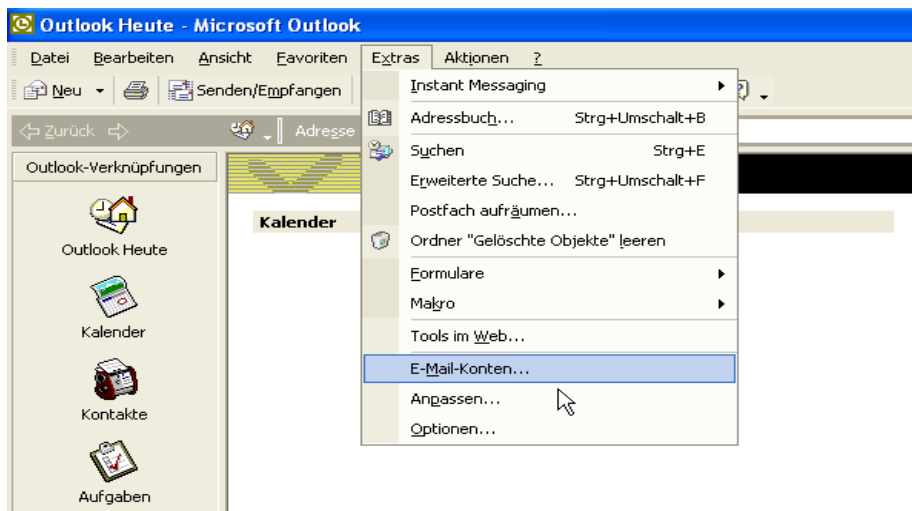 Outlook Heute - Microsoft Outlook
Datei Bearbeiten Ansicht Favoriten Extras Aktionen ?
Neu Senden/Empfangen
Zurück Adresse
Outlook-Verknüpfungen
Outlook Heute
Kalender
Kontakte
Aufgaben
Kalender
Instant Messaging
Adressbuch... Strg+Umschalt+B
Suchen Strg+E
Erweiterte Suche... Strg+Umschalt+F
Postfach aufräumen...
Ordner "Gelöschte Objekte" leeren
Formulare
Makro
Tools im Web...
E-Mail-Konten...
Anpassen...
Optionen...